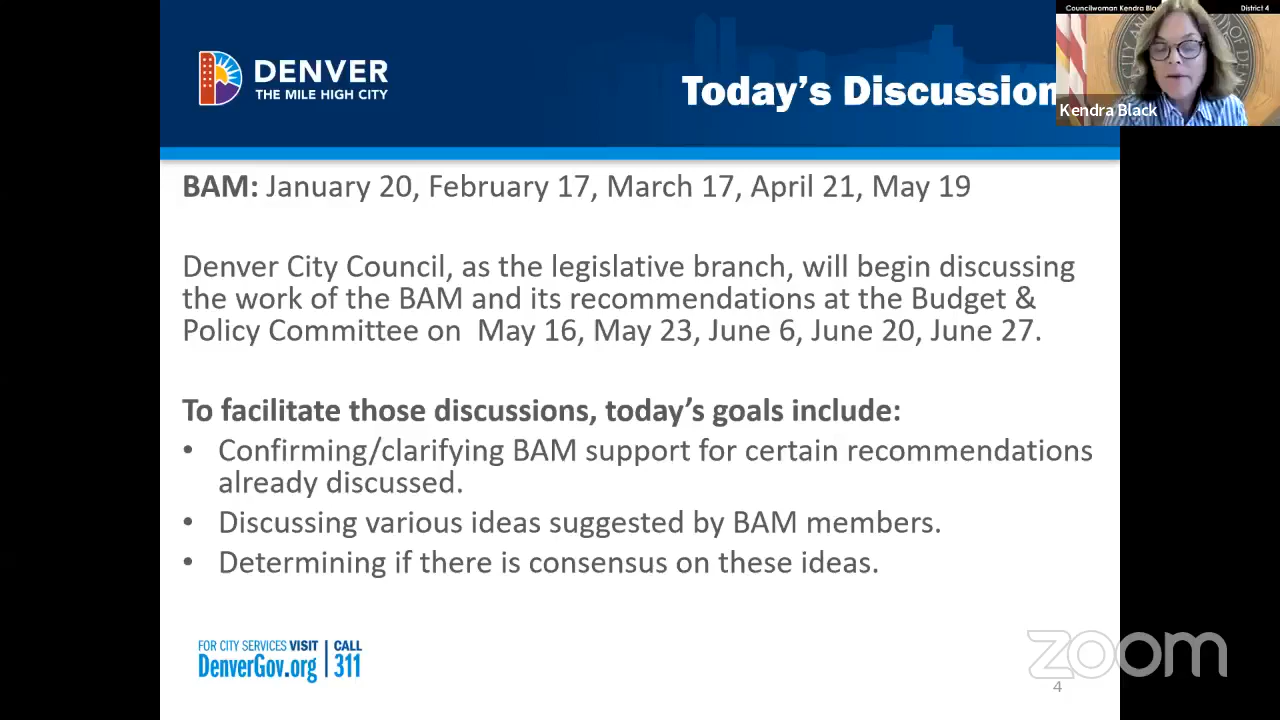 Councilwoman Kendra Bla
District 4
DENVER
THE MILE HIGH CITY
Today's Discussion
Kendra Black
BAM: January 20, February 17, March 17, April 21, May 19
Denver City Council, as the legislative branch, will begin discussing
the work of the BAM and its recommendations at the Budget &
Policy Committee on May 16, May 23, June 6, June 20, June 27.
To facilitate those discussions, today's goals include:
• Confirming/clarifying BAM support for certain recommendations
already discussed.
• Discussing various ideas suggested by BAM members.
• Determining if there is consensus on these ideas.
FOR CITY SERVICES VISIT | CALL
DenverGov.org | 311
zoom
4